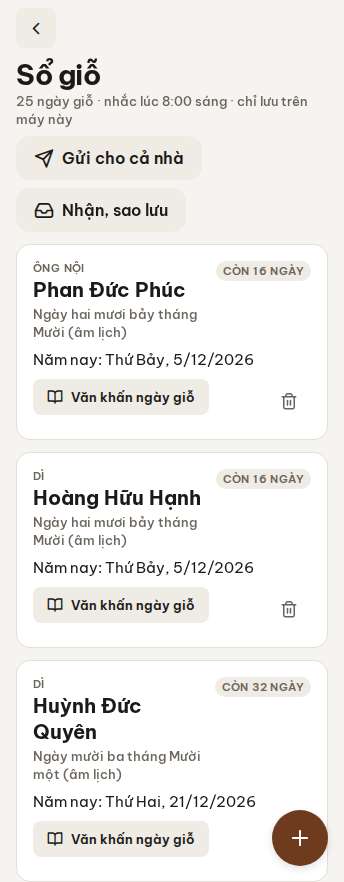 Sổ giỗ
25 ngày giỗ · nhắc lúc 8:00 sáng · chỉ lưu trên
máy này
Gửi cho cả nhà
Nhận, sao lưu
ÔNG NỘI
CÒN 16 NGÀY
Phan Đức Phúc
Ngày hai mươi bảy tháng
Mười (âm lịch)
Năm nay: Thứ Bảy, 5/12/2026
Văn khấn ngày giỗ
DÌ
CÒN 16 NGÀY
Hoàng Hữu Hạnh
Ngày hai mươi bảy tháng
Mười (âm lịch)
Năm nay: Thứ Bảy, 5/12/2026
Văn khấn ngày giỗ
DÌ
CÒN 32 NGÀY
Huỳnh Đức
Quyên
Ngày mười ba tháng Mười
một (âm lịch)
Năm nay: Thứ Hai, 21/12/2026
Văn khấn ngày giỗ